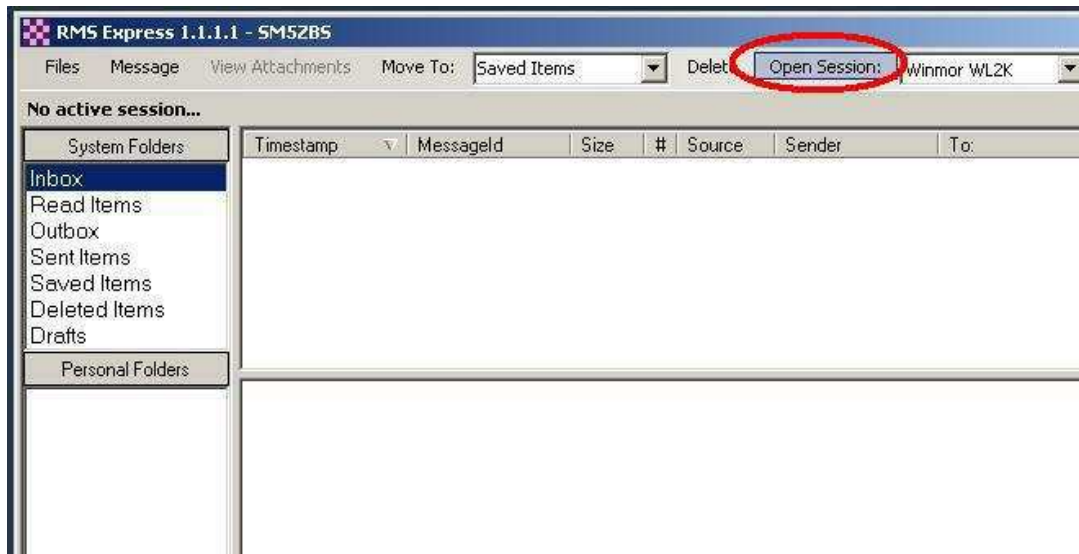 RMS Express 1.1.1.1 - SM5ZBS
Files Message View Attachments Move To: Saved Items Delet Open Session: Winmor WL2K
No active session...
System Folders Timestamp MessageId Size # Source Sender To:
Inbox
Read Items
Outbox
Sent Items
Saved Items
Deleted Items
Drafts
Personal Folders